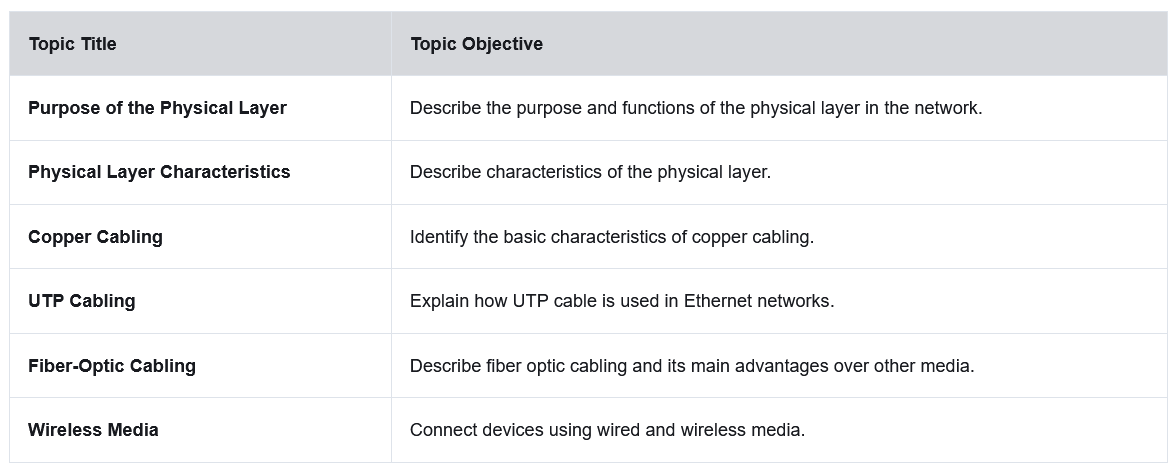 Topic Title Topic Objective
Purpose of the Physical Layer Describe the purpose and functions of the physical layer in the network.
Physical Layer Characteristics Describe characteristics of the physical layer.
Copper Cabling Identify the basic characteristics of copper cabling.
UTP Cabling Explain how UTP cable is used in Ethernet networks.
Fiber-Optic Cabling Describe fiber optic cabling and its main advantages over other media.
Wireless Media Connect devices using wired and wireless media.